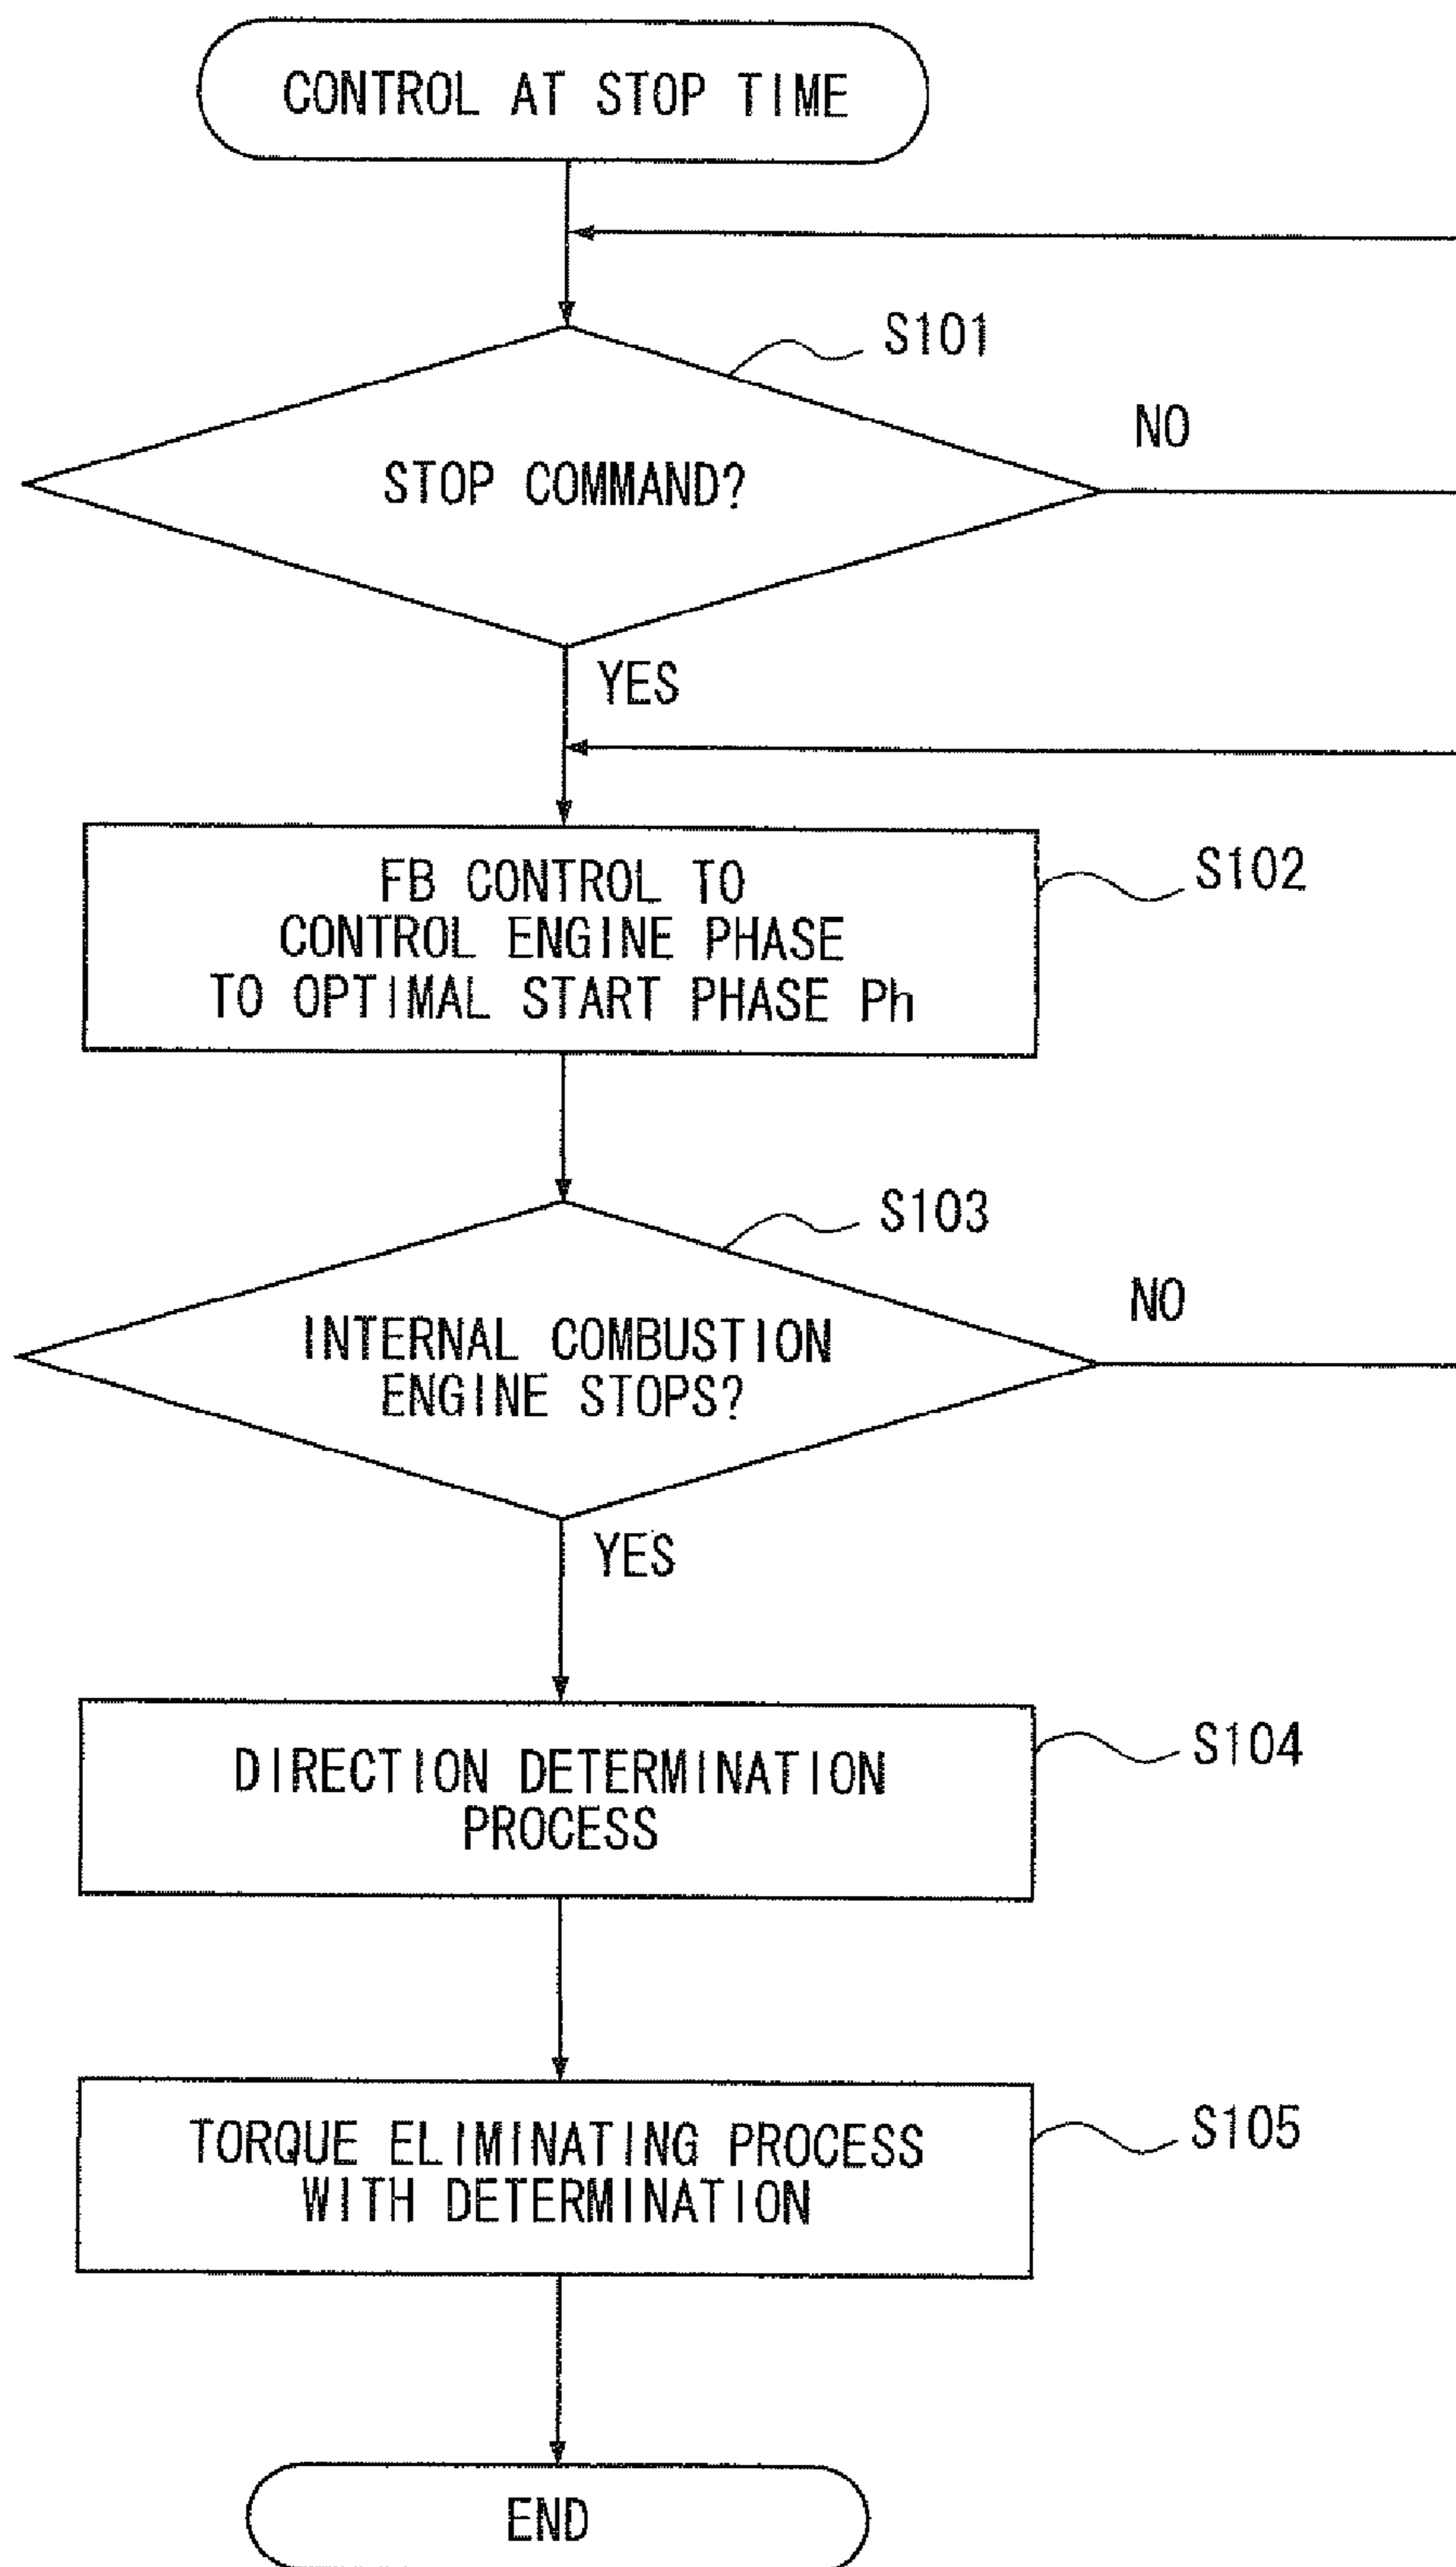 CONTROL AT STOP TIME
S101
NO
STOP COMMAND?
YES
S102
FB CONTROL TO
CONTROL ENGINE PHASE
TO OPTIMAL START PHASE Ph
S103
NO
INTERNAL COMBUSTION
ENGINE STOPS?
YES
S104
DIRECTION DETERMINATION
PROCESS
S105
TORQUE ELIMINATING PROCESS
WITH DETERMINATION
END